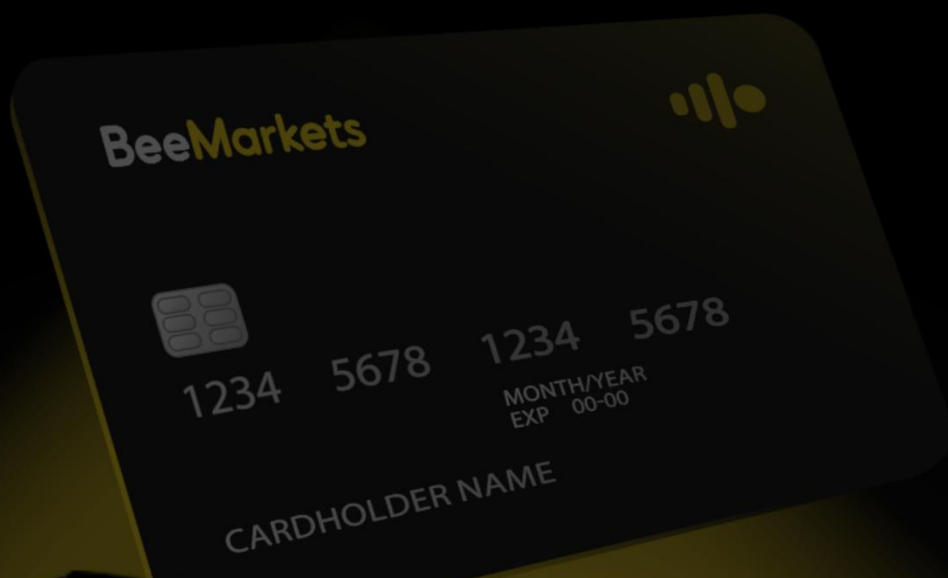 BeeMarkets
1234 5678 1234 5678
MONTH/YEAR
EXP 00-00
CARDHOLDER NAME